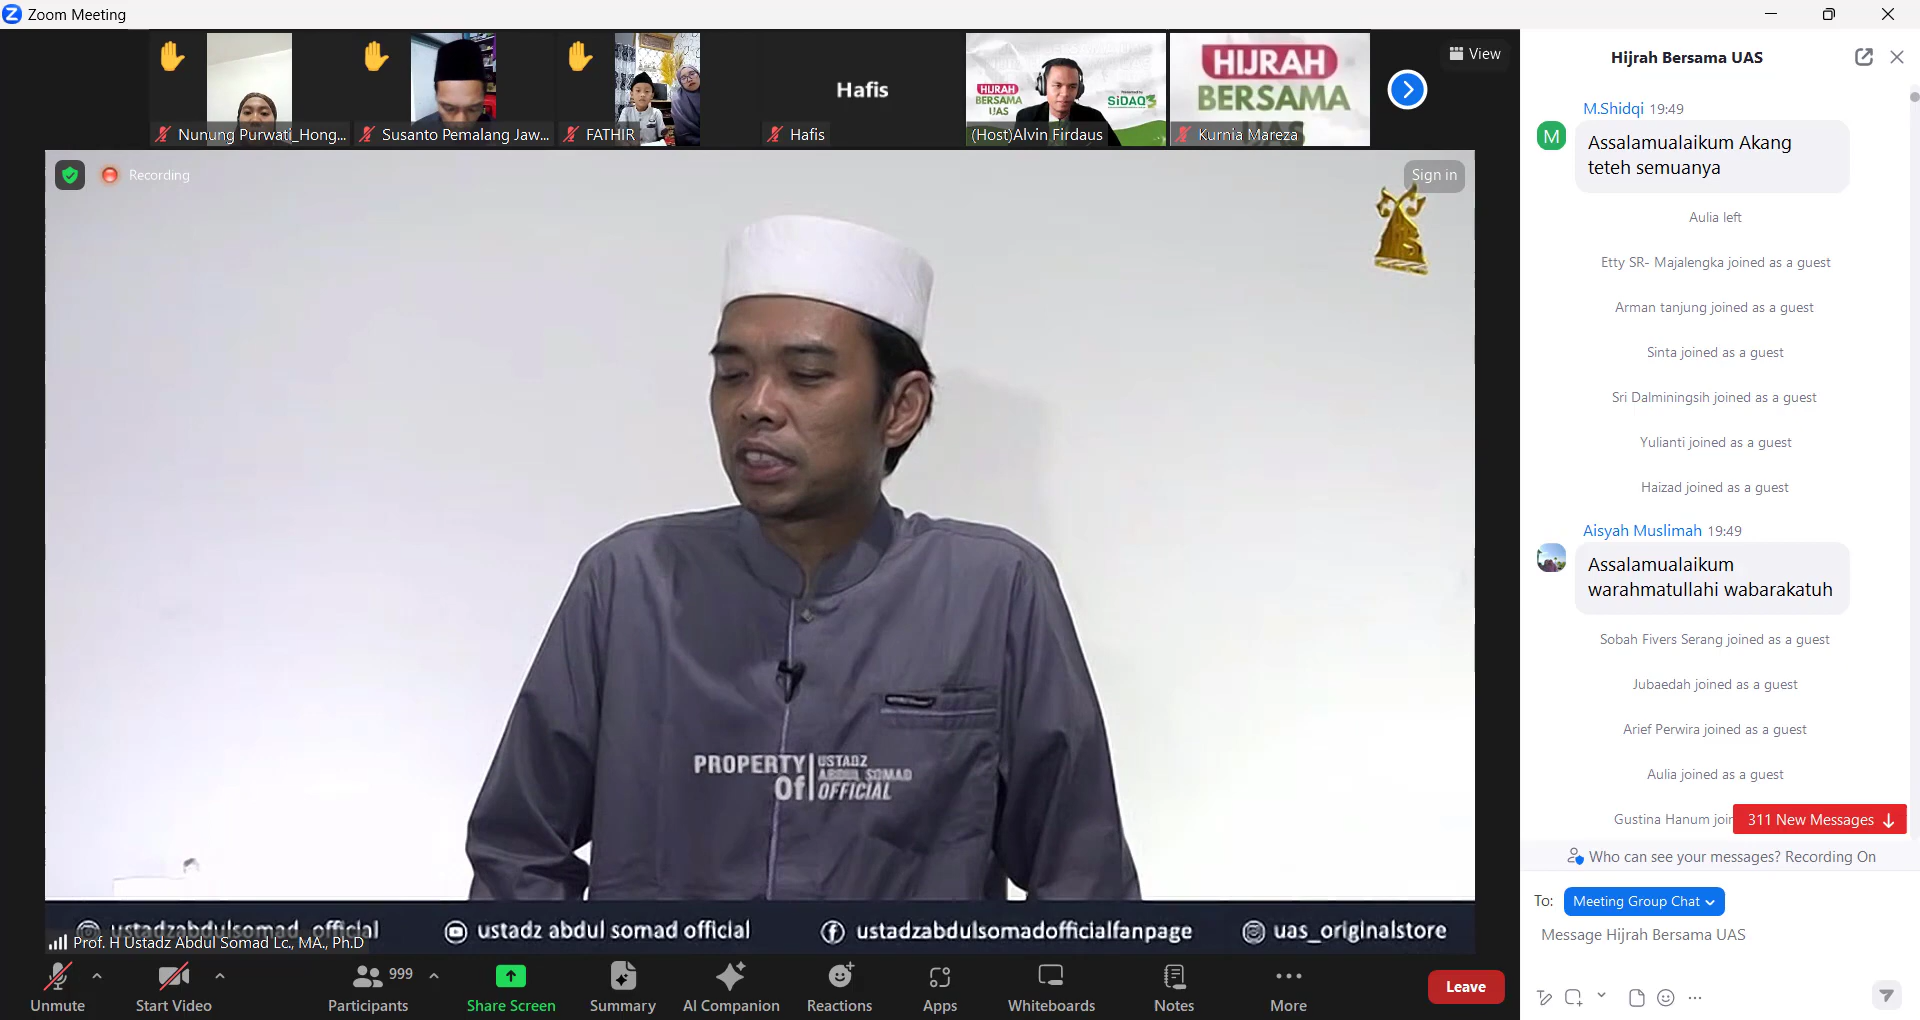 Zoom Meeting
Nunung Purwati_Hong...
Susanto Pemalang Jaw...
FATHIR
Hafis
Hafis
HIJRAH
BERSAMA
UAS
SiDAQ
(Host)Alvin Firdaus
HIJRAH
BERSAMA
UAS
Kurnia Mareza
View
Recording
Sign in
PROPERTY
Of
USTADZ
ABDUL SOMAD
OFFICIAL
ustadzabdulsomad_official
ustadz abdul somad official
ustadzabdulsomadofficialfanpage
uas_originalstore
Prof. H Ustadz Abdul Somad Lc., MA., Ph.D
Unmute
Start Video
999
Participants
Share Screen
Summary
AI Companion
Reactions
Apps
Whiteboards
Notes
More
Leave
Hijrah Bersama UAS
M.Shidqi 19:49
M
Assalamualaikum Akang
teteh semuanya
Aulia left
Etty SR- Majalengka joined as a guest
Arman tanjung joined as a guest
Sinta joined as a guest
Sri Dalminingsih joined as a guest
Yulianti joined as a guest
Haizad joined as a guest
Aisyah Muslimah 19:49
Assalamualaikum
warahmatullahi wabarakatuh
Sobah Fivers Serang joined as a guest
Jubaedah joined as a guest
Arief Perwira joined as a guest
Aulia joined as a guest
Gustina Hanum join
311 New Messages
Who can see your messages? Recording On
To: Meeting Group Chat
Message Hijrah Bersama UAS